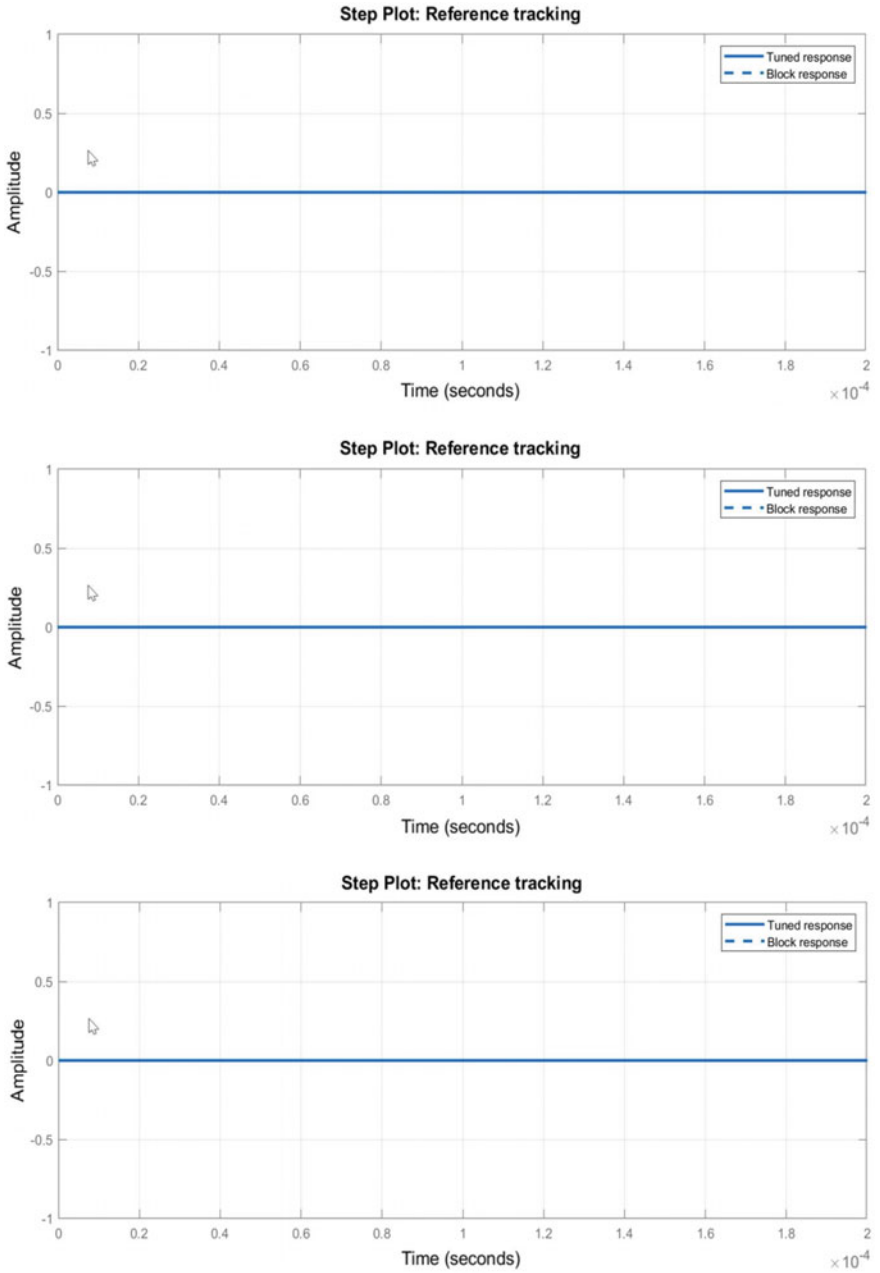 Step Plot: Reference tracking
1
Tuned response
Block response
0.5
Amplitude
0
-0.5
-1
0 0.2 0.4 0.6 0.8 1 1.2 1.4 1.6 1.8 2
Time (seconds)
×10-4
Step Plot: Reference tracking
1
Tuned response
Block response
0.5
Amplitude
0
-0.5
-1
0 0.2 0.4 0.6 0.8 1 1.2 1.4 1.6 1.8 2
Time (seconds)
×10-4
Step Plot: Reference tracking
1
Tuned response
Block response
0.5
Amplitude
0
-0.5
-1
0 0.2 0.4 0.6 0.8 1 1.2 1.4 1.6 1.8 2
Time (seconds)
×10-4